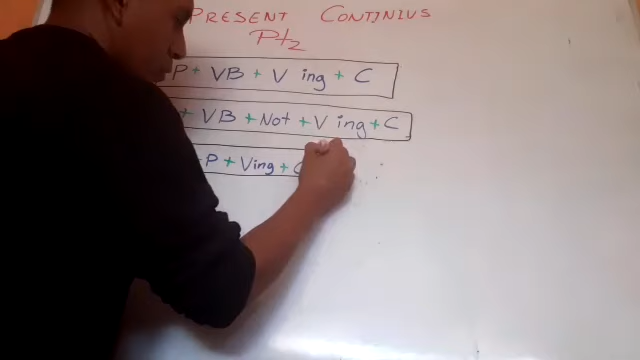 PRESENT CONTINIUS
Pt2
P + VB + V ing + C
+ VB + Not + V ing + C
+ P + Ving + C